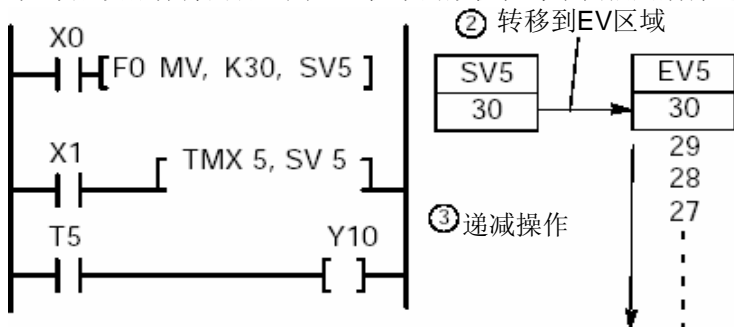 X0
[F0 MV, K30, SV5 ]
X1
[ TMX 5, SV 5 ]
T5 Y10
[ ]
② 转移到EV区域
SV5 EV5
30 30
29
28
27
③递减操作